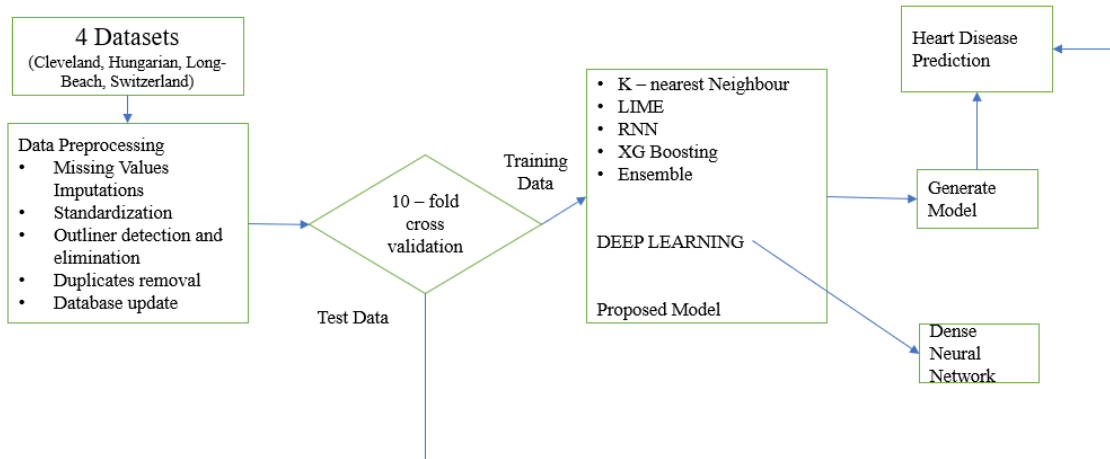 4 Datasets
(Cleveland, Hungarian, Long-
Beach, Switzerland)
Data Preprocessing
• Missing Values
Imputations
• Standardization
• Outliner detection and
elimination
• Duplicates removal
• Database update
10 – fold
cross
validation
Training
Data
Test Data
• K – nearest Neighbour
• LIME
• RNN
• XG Boosting
• Ensemble
DEEP LEARNING
Proposed Model
Generate
Model
Heart Disease
Prediction
Dense
Neural
Network